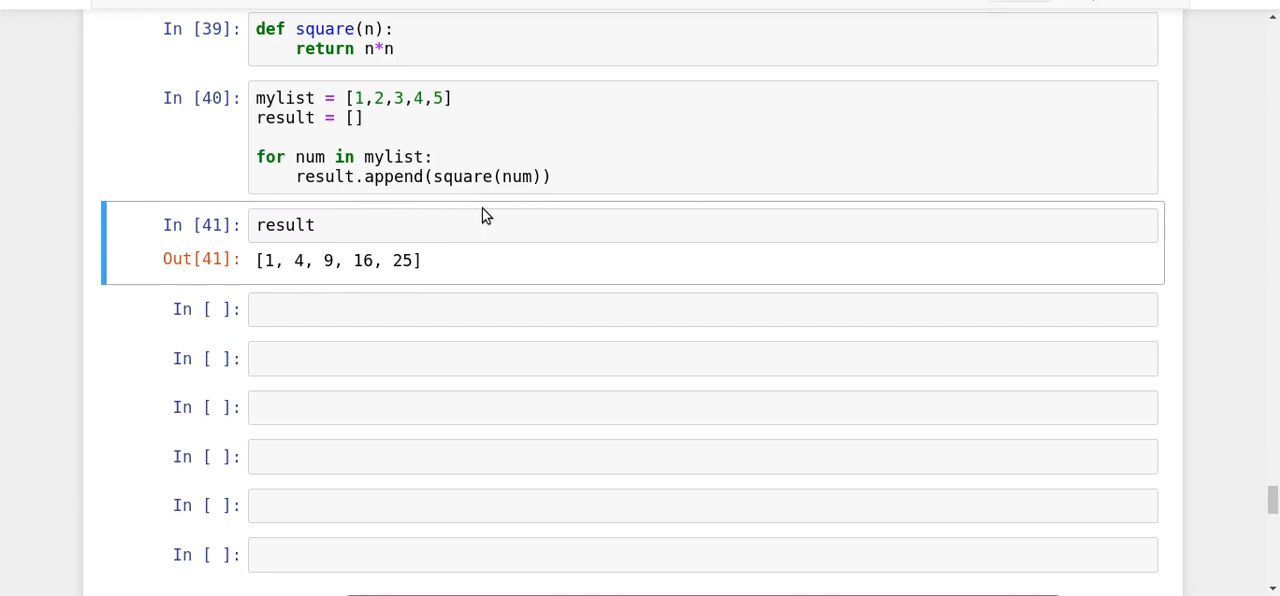 In [39]: def square(n):
    return n*n
In [40]: mylist = [1,2,3,4,5]
result = []
for num in mylist:
    result.append(square(num))
In [41]: result
Out[41]: [1, 4, 9, 16, 25]
In [ ]:
In [ ]:
In [ ]:
In [ ]:
In [ ]:
In [ ]: